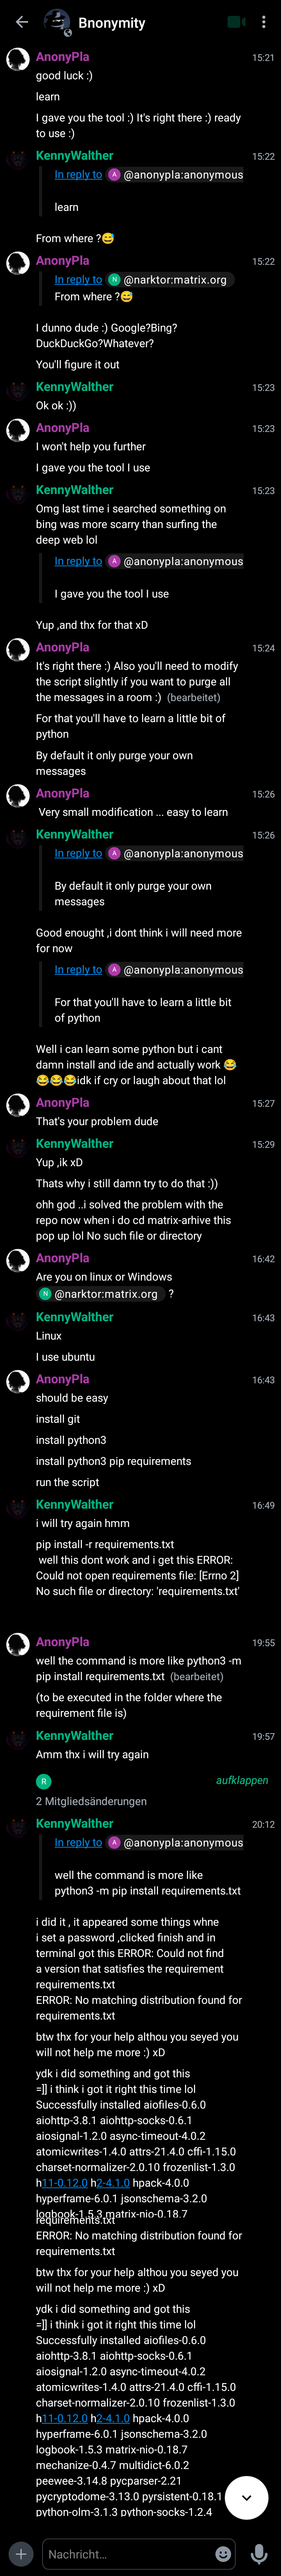 Bnonymity
AnonyPla 15:21
good luck :)
learn
I gave you the tool :) It's right there :) ready
to use :)
KennyWalther 15:22
In reply to A @anonypla:anonymous
learn
From where ?😅
AnonyPla 15:22
In reply to N @narktor:matrix.org
From where ?😅
I dunno dude :) Google?Bing?
DuckDuckGo?Whatever?
You'll figure it out
KennyWalther 15:23
Ok ok :))
AnonyPla 15:23
I won't help you further
I gave you the tool I use
KennyWalther 15:23
Omg last time i searched something on
bing was more scarry than surfing the
deep web lol
In reply to A @anonypla:anonymous
I gave you the tool I use
Yup ,and thx for that xD
AnonyPla 15:24
It's right there :) Also you'll need to modify
the script slightly if you want to purge all
the messages in a room :) (bearbeitet)
For that you'll have to learn a little bit of
python
By default it only purge your own
messages
AnonyPla 15:26
Very small modification ... easy to learn
KennyWalther 15:26
In reply to A @anonypla:anonymous
By default it only purge your own
messages
Good enought ,i dont think i will need more
for now
In reply to A @anonypla:anonymous
For that you'll have to learn a little bit
of python
Well i can learn some python but i cant
damn install and ide and actually work 😂
😂😂😂idk if cry or laugh about that lol
AnonyPla 15:27
That's your problem dude
KennyWalther 15:29
Yup ,ik xD
Thats why i still damn try to do that :))
ohh god ..i solved the problem with the
repo now when i do cd matrix-arhive this
pop up lol No such file or directory
AnonyPla 16:42
Are you on linux or Windows
N @narktor:matrix.org ?
KennyWalther 16:43
Linux
I use ubuntu
AnonyPla 16:43
should be easy
install git
install python3
install python3 pip requirements
run the script
KennyWalther 16:49
i will try again hmm
pip install -r requirements.txt
well this dont work and i get this ERROR:
Could not open requirements file: [Errno 2]
No such file or directory: 'requirements.txt'
AnonyPla 19:55
well the command is more like python3 -m
pip install requirements.txt (bearbeitet)
(to be executed in the folder where the
requirement file is)
KennyWalther 19:57
Amm thx i will try again
R aufklappen
2 Mitgliedsänderungen
KennyWalther 20:12
In reply to A @anonypla:anonymous
well the command is more like
python3 -m pip install requirements.txt
i did it , it appeared some things whne
i set a password ,clicked finish and in
terminal got this ERROR: Could not find
a version that satisfies the requirement
requirements.txt
ERROR: No matching distribution found for
requirements.txt
btw thx for your help althou you seyed you
will not help me more :) xD
ydk i did something and got this
=]] i think i got it right this time lol
Successfully installed aiofiles-0.6.0
aiohttp-3.8.1 aiohttp-socks-0.6.1
aiosignal-1.2.0 async-timeout-4.0.2
atomicwrites-1.4.0 attrs-21.4.0 cffi-1.15.0
charset-normalizer-2.0.10 frozenlist-1.3.0
h11-0.12.0 h2-4.1.0 hpack-4.0.0
hyperframe-6.0.1 jsonschema-3.2.0
logbook-1.5.3 matrix-nio-0.18.7
requirements.txt
ERROR: No matching distribution found for
requirements.txt
btw thx for your help althou you seyed you
will not help me more :) xD
ydk i did something and got this
=]] i think i got it right this time lol
Successfully installed aiofiles-0.6.0
aiohttp-3.8.1 aiohttp-socks-0.6.1
aiosignal-1.2.0 async-timeout-4.0.2
atomicwrites-1.4.0 attrs-21.4.0 cffi-1.15.0
charset-normalizer-2.0.10 frozenlist-1.3.0
h11-0.12.0 h2-4.1.0 hpack-4.0.0
hyperframe-6.0.1 jsonschema-3.2.0
logbook-1.5.3 matrix-nio-0.18.7
mechanize-0.4.7 multidict-6.0.2
peewee-3.14.8 pycparser-2.21
pycryptodome-3.13.0 pyrsistent-0.18.1
python-olm-3.1.3 python-socks-1.2.4
Nachricht...